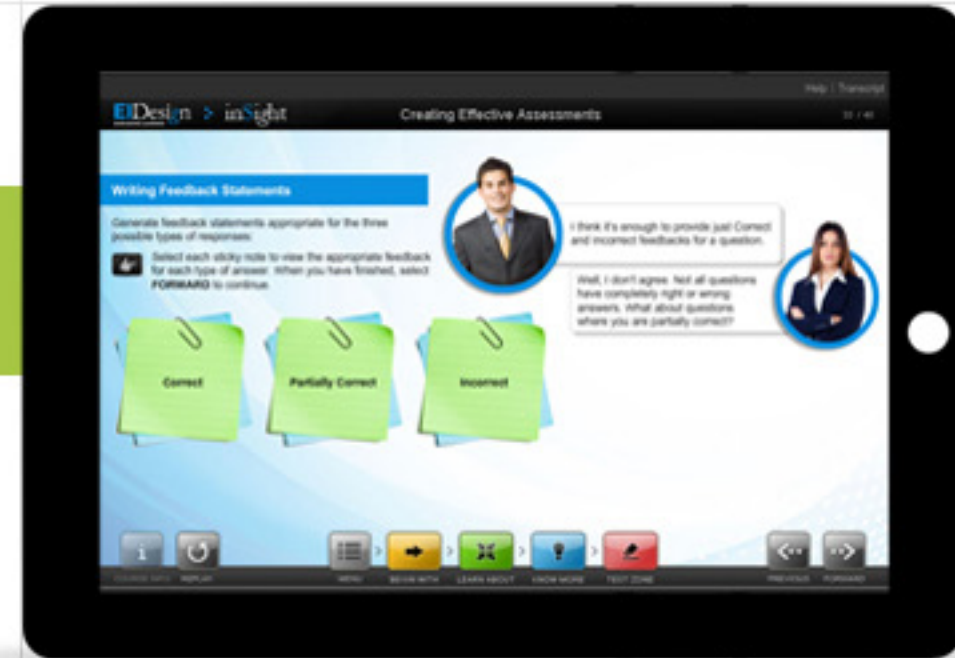 Help | Transcript
EIDesign > inSight
Creating Effective Assessments
Writing Feedback Statements
Generate feedback statements appropriate for the three
possible types of responses:
Select each sticky note to view the appropriate feedback
for each type of answer. When you have finished, select
FORWARD to continue.
I think it's enough to provide just Correct
and incorrect feedbacks for a question.
Well, I don't agree. Not all questions
have completely right or wrong
answers. What about questions
where you are partially correct?
Correct
Partially Correct
Incorrect
COURSE INFO
REPLAY
MENU
BEGIN WITH
LEARN ABOUT
KNOW MORE
TEST ZONE
PREVIOUS
FORWARD